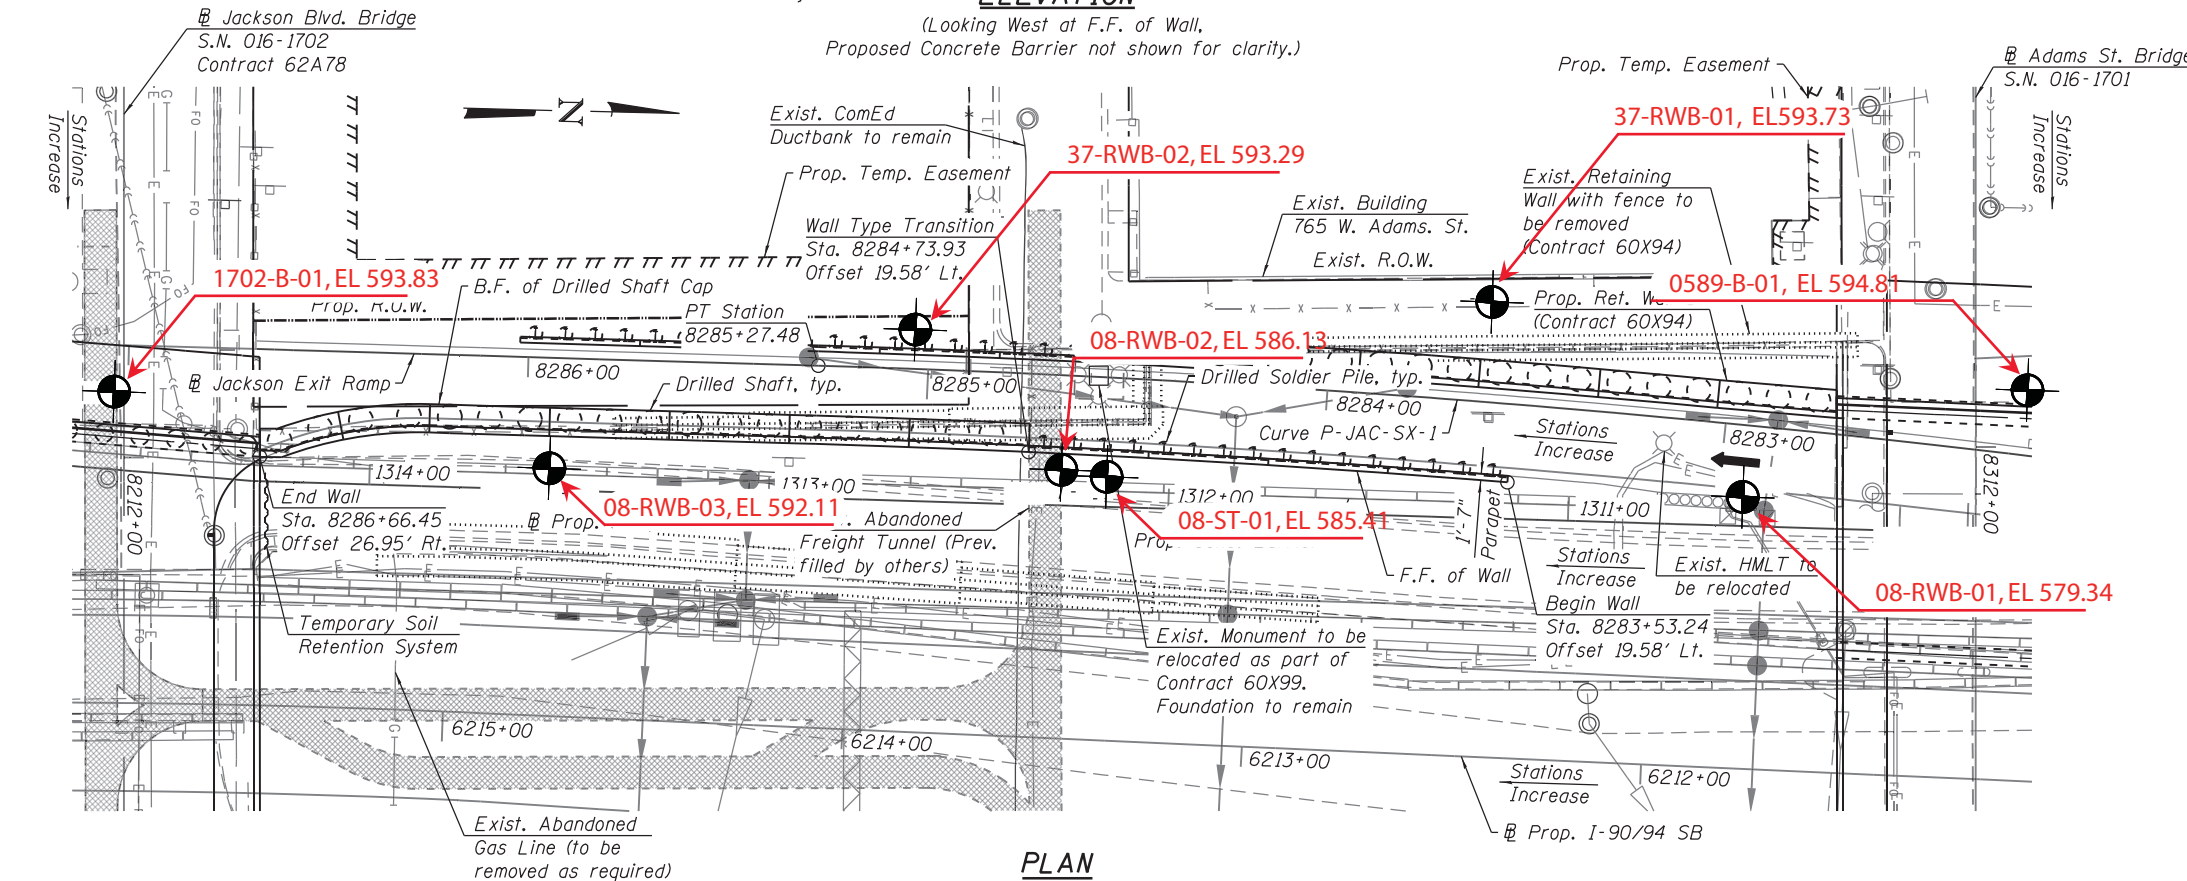 ELEVATION
(Looking West at F.F. of Wall,
Proposed Concrete Barrier not shown for clarity.)
℄ Jackson Blvd. Bridge
S.N. 016-1702
Contract 62A78
℄ Adams St. Bridge
S.N. 016-1701
Prop. Temp. Easement
Stations
Increase
N
Exist. ComEd
Ductbank to remain
37-RWB-01, EL593.73
Stations
Increase
37-RWB-02, EL 593.29
Prop. Temp. Easement
Exist. Retaining
Wall with fence to
be removed
(Contract 60X94)
Exist. Building
765 W. Adams. St.
Exist. R.O.W.
Wall Type Transition
Sta. 8284+73.93
Offset 19.58' Lt.
1702-B-01, EL 593.83
B.F. of Drilled Shaft Cap
0589-B-01, EL 594.81
Prop. R.O.W.
PT Station
8285+27.48
Prop. Ret.
(Contract 60X94)
08-RWB-02, EL 586.13
℄ Jackson Exit Ramp
8286+00
Drilled Shaft, typ.
8285+00
Drilled Soldier Pile, typ.
8284+00
Curve P-JAC-SX-1
Stations
Increase
8283+00
8212+00
1314+00
1313+00
1312+00
1311+00
8312+00
End Wall
Sta. 8286+66.45
Offset 26.95' Rt.
08-RWB-03, EL 592.11
℄ Prop.
Abandoned
Freight Tunnel (Prev.
filled by others)
08-ST-01, EL 585.41
1'-7"
Parapet
F.F. of Wall
Stations
Increase
Exist. HMLT to
be relocated
08-RWB-01, EL 579.34
Begin Wall
Sta. 8283+53.24
Offset 19.58' Lt.
Temporary Soil
Retention System
Exist. Monument to be
relocated as part of
Contract 60X99.
Foundation to remain
6215+00
6214+00
6213+00
6212+00
Stations
Increase
℄ Prop. I-90/94 SB
Exist. Abandoned
Gas Line (to be
removed as required)
PLAN